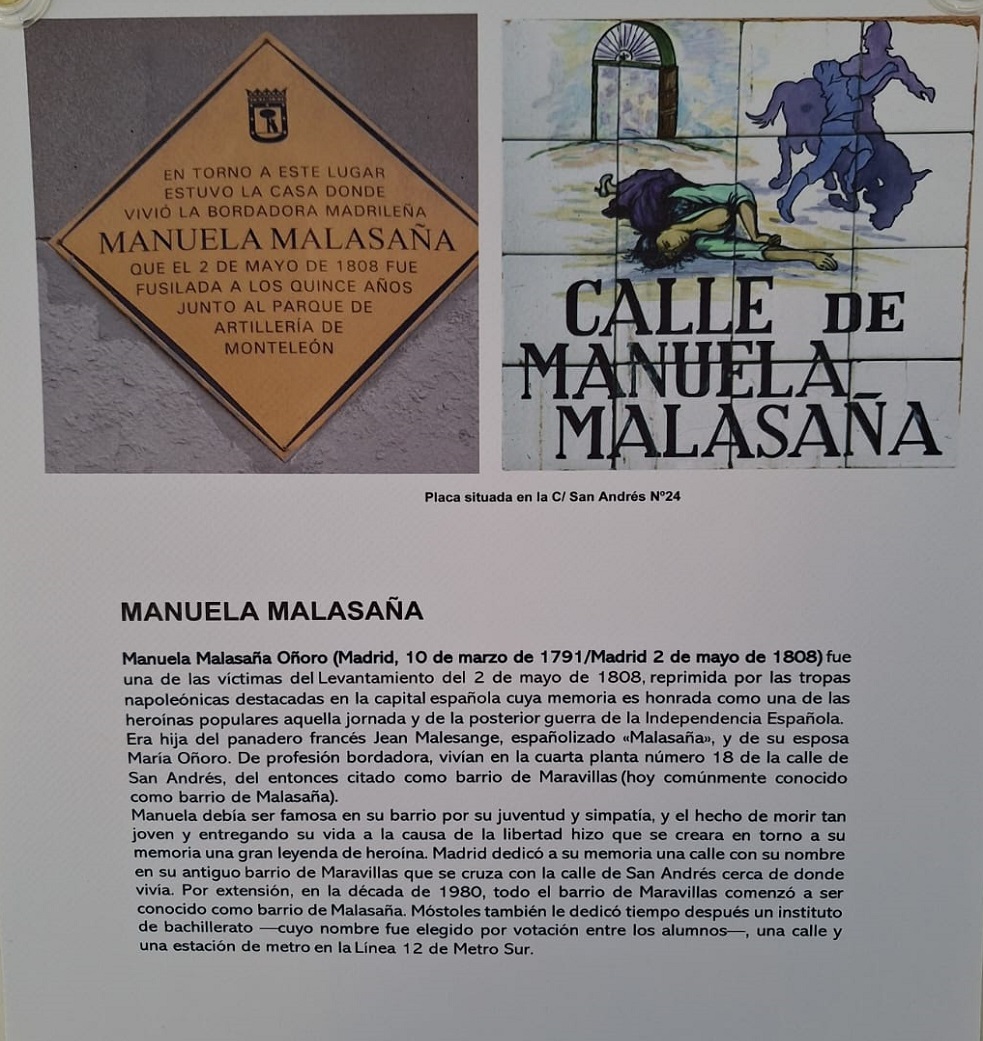 EN TORNO A ESTE LUGAR
ESTUVO LA CASA DONDE
VIVIÓ LA BORDADORA MADRILEÑA
MANUELA MALASAÑA
QUE EL 2 DE MAYO DE 1808 FUE
FUSILADA A LOS QUINCE AÑOS
JUNTO AL PARQUE DE
ARTILLERÍA DE
MONTELEÓN
CALLE DE
MANUELA
MALASAÑA
Placa situada en la C/ San Andrés Nº24
MANUELA MALASAÑA
Manuela Malasaña Oñoro (Madrid, 10 de marzo de 1791/Madrid 2 de mayo de 1808) fue
una de las víctimas del Levantamiento del 2 de mayo de 1808, reprimida por las tropas
napoleónicas destacadas en la capital española cuya memoria es honrada como una de las
heroínas populares aquella jornada y de la posterior guerra de la Independencia Española.
Era hija del panadero francés Jean Malesange, españolizado «Malasaña», y de su esposa
María Oñoro. De profesión bordadora, vivían en la cuarta planta número 18 de la calle de
San Andrés, del entonces citado como barrio de Maravillas (hoy comúnmente conocido
como barrio de Malasaña).
Manuela debía ser famosa en su barrio por su juventud y simpatía, y el hecho de morir tan
joven y entregando su vida a la causa de la libertad hizo que se creara en torno a su
memoria una gran leyenda de heroína. Madrid dedicó a su memoria una calle con su nombre
en su antiguo barrio de Maravillas que se cruza con la calle de San Andrés cerca de donde
vivia. Por extensión, en la década de 1980, todo el barrio de Maravillas comenzó a ser
conocido como barrio de Malasaña. Móstoles también le dedicó tiempo después un instituto
de bachillerato —cuyo nombre fue elegido por votación entre los alumnos—, una calle y
una estación de metro en la Línea 12 de Metro Sur.